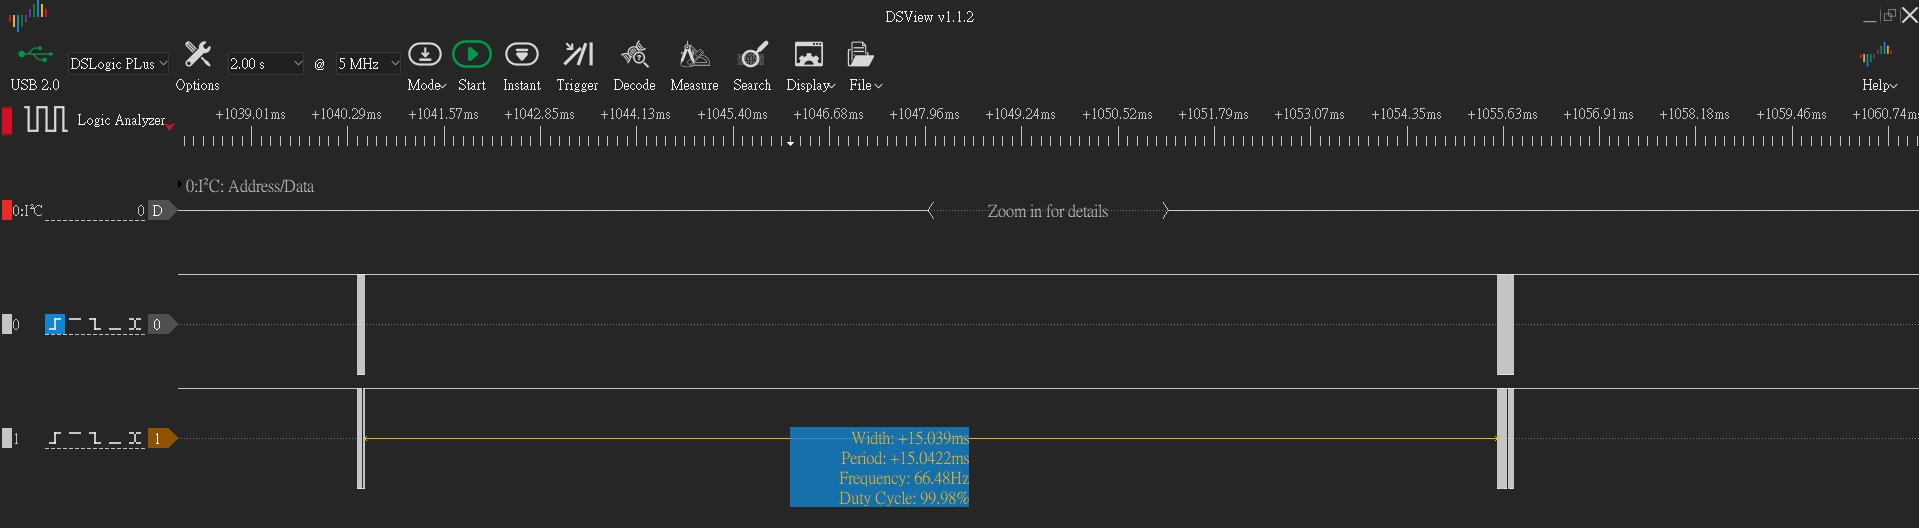 DSView v1.1.2
USB 2.0
DSLogic PLus
Options
2.00 s
@
5 MHz
Mode
Start
Instant
Trigger
Decode
Measure
Search
Display
File
Help
Logic Analyzer
+1039.01ms +1040.29ms +1041.57ms +1042.85ms +1044.13ms +1045.40ms +1046.68ms +1047.96ms +1049.24ms +1050.52ms +1051.79ms +1053.07ms +1054.35ms +1055.63ms +1056.91ms +1058.18ms +1059.46ms +1060.74m
0:I²C: Address/Data
0:I²C 0 D
Zoom in for details
0 0
1 1
Width: +15.039ms
Period: +15.0422ms
Frequency: 66.48Hz
Duty Cycle: 99.98%